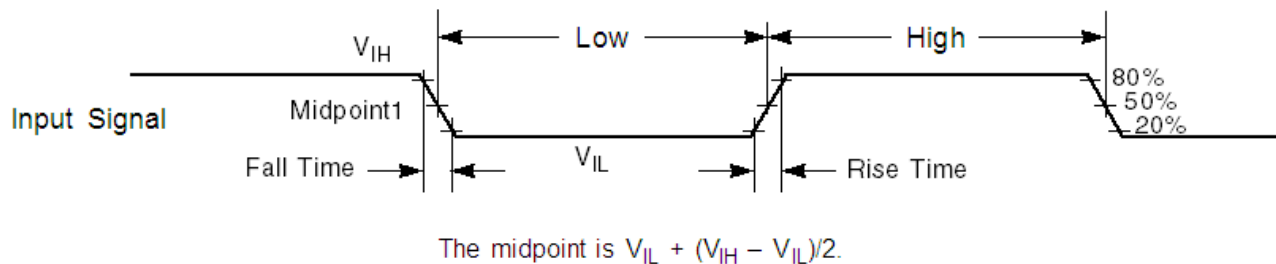 Low
High
V_IH
80%
Input Signal
Midpoint1
50%
20%
Fall Time
V_IL
Rise Time
The midpoint is V_IL + (V_IH – V_IL)/2.